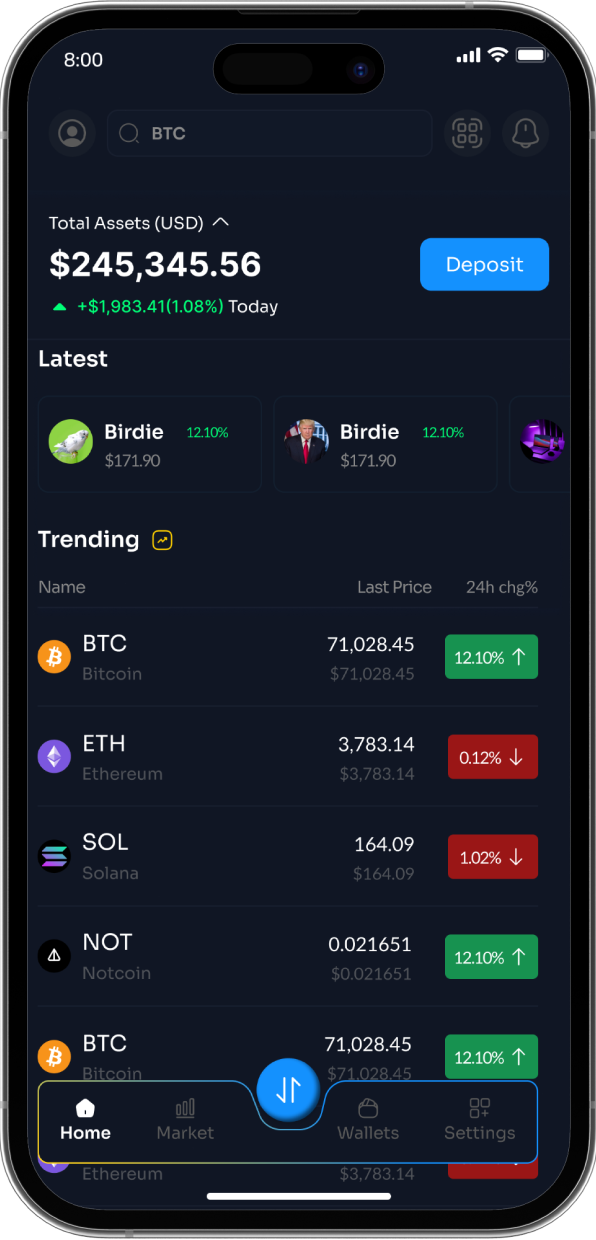 8:00
BTC
Total Assets (USD)
$245,345.56
Deposit
+$1,983.41(1.08%) Today
Latest
Birdie 12.10%
$171.90
Birdie 12.10%
$171.90
Trending
Name Last Price 24h chg%
BTC 71,028.45
Bitcoin $71,028.45
12.10%
ETH 3,783.14
Ethereum $3,783.14
0.12%
SOL 164.09
Solana $164.09
1.02%
NOT 0.021651
Notcoin $0.021651
12.10%
BTC 71,028.45
Bitcoin $71,028.45
12.10%
Home Market Wallets Settings
Ethereum $3,783.14